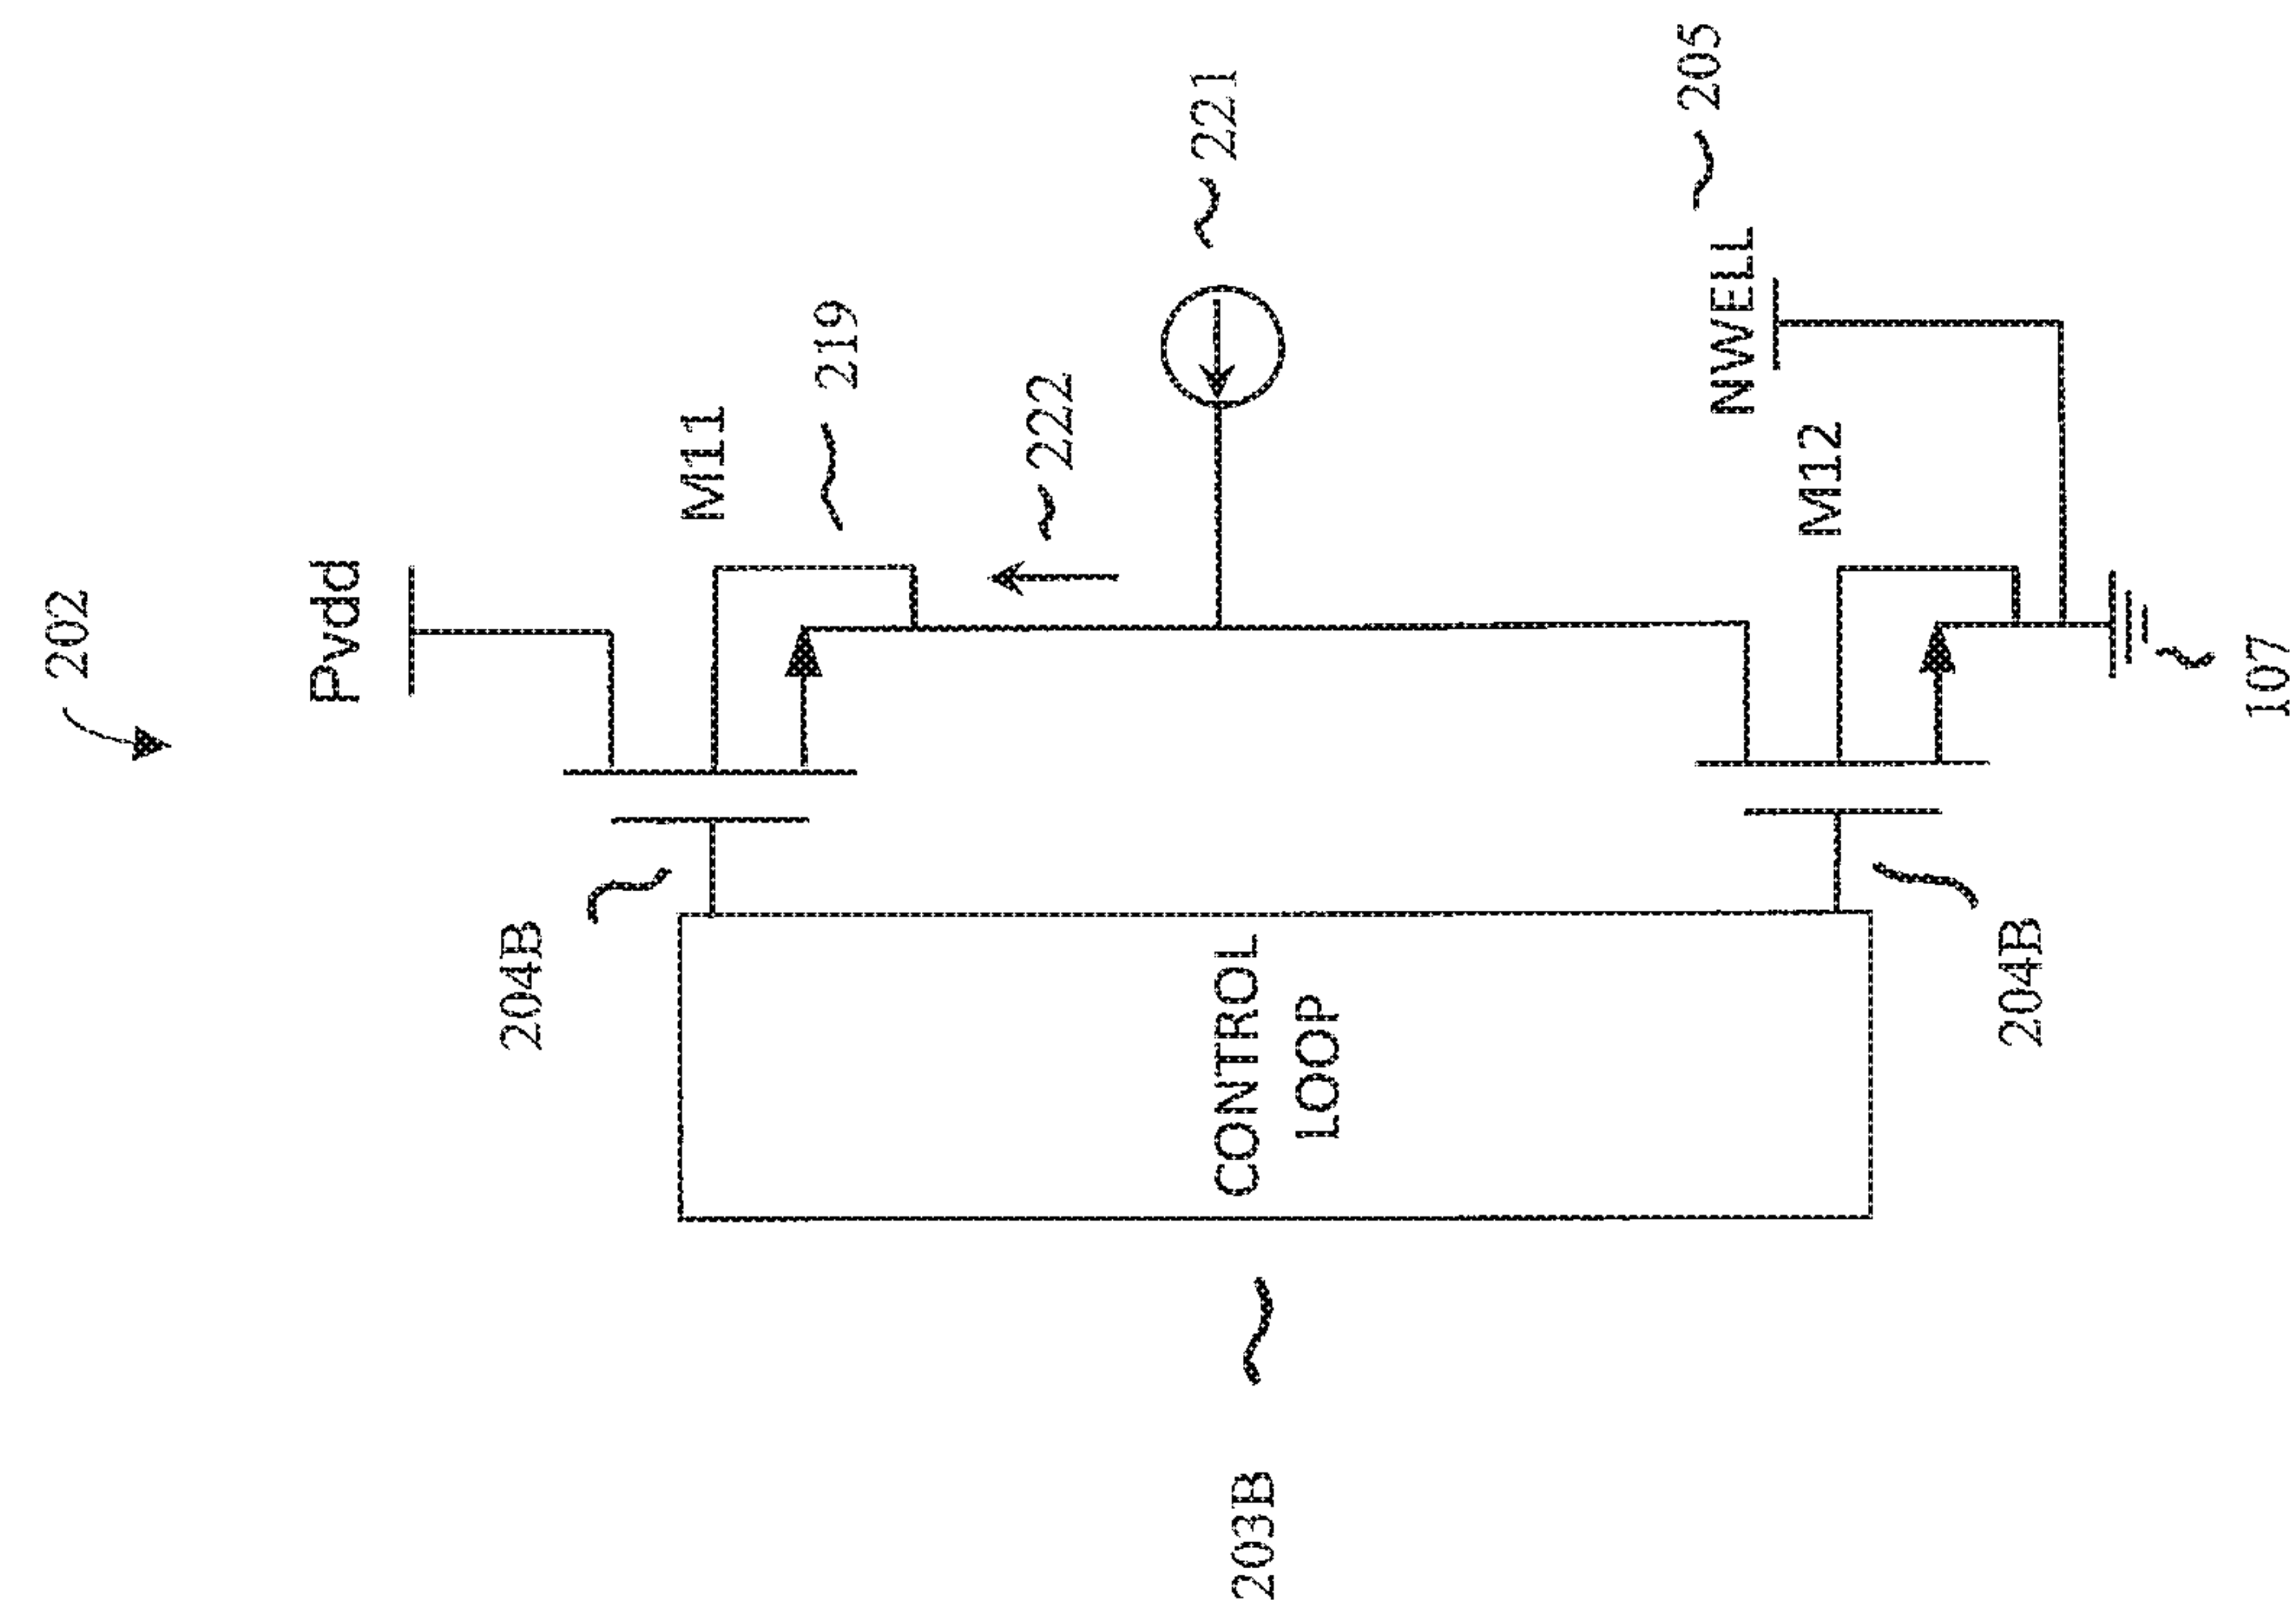 202
Pvdd
M11
219
204B
222
221
CONTROL
LOOP
203B
NWELL
205
M12
204B
107